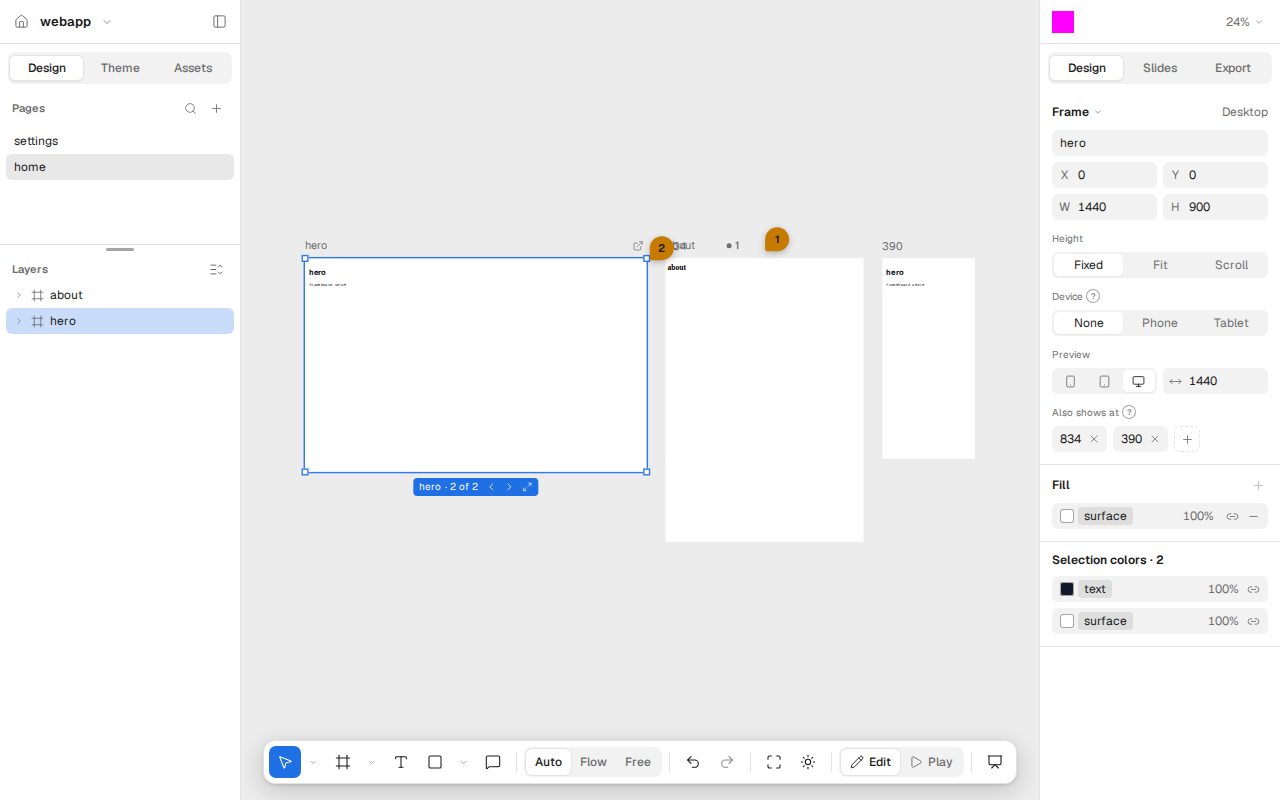 webapp
Design
Theme
Assets
Pages
settings
home
Layers
about
hero
hero
2
1
1
390
hero
about
hero
hero · 2 of 2
Auto
Flow
Free
Edit
Play
24%
Design
Slides
Export
Frame
Desktop
hero
X 0
Y 0
W 1440
H 900
Height
Fixed
Fit
Scroll
Device ?
None
Phone
Tablet
Preview
1440
Also shows at ?
834
390
Fill
surface 100%
Selection colors · 2
text 100%
surface 100%